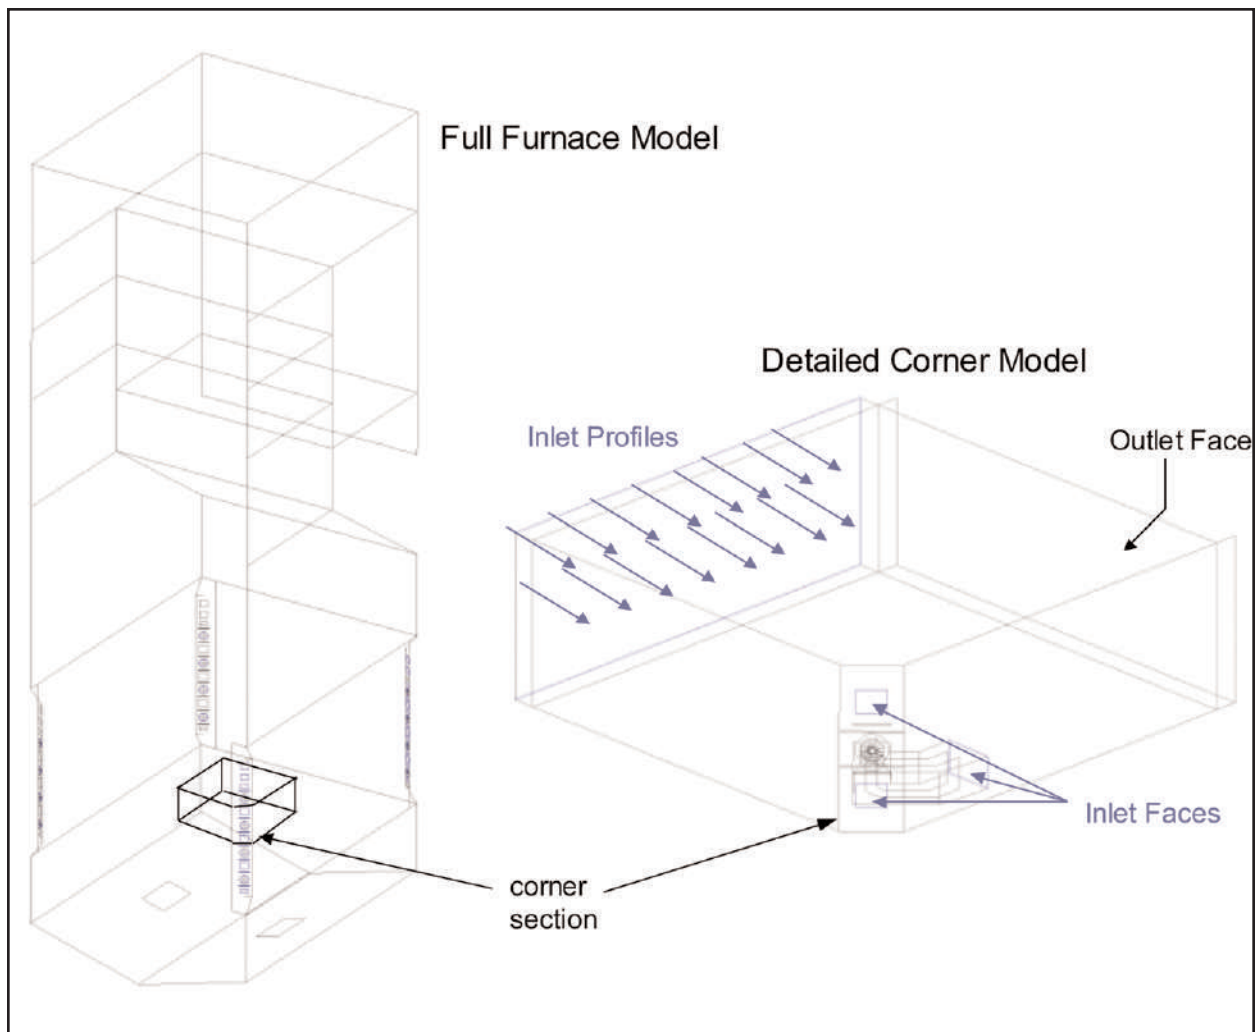 Full Furnace Model
Detailed Corner Model
Inlet Profiles
Outlet Face
Inlet Faces
corner
section